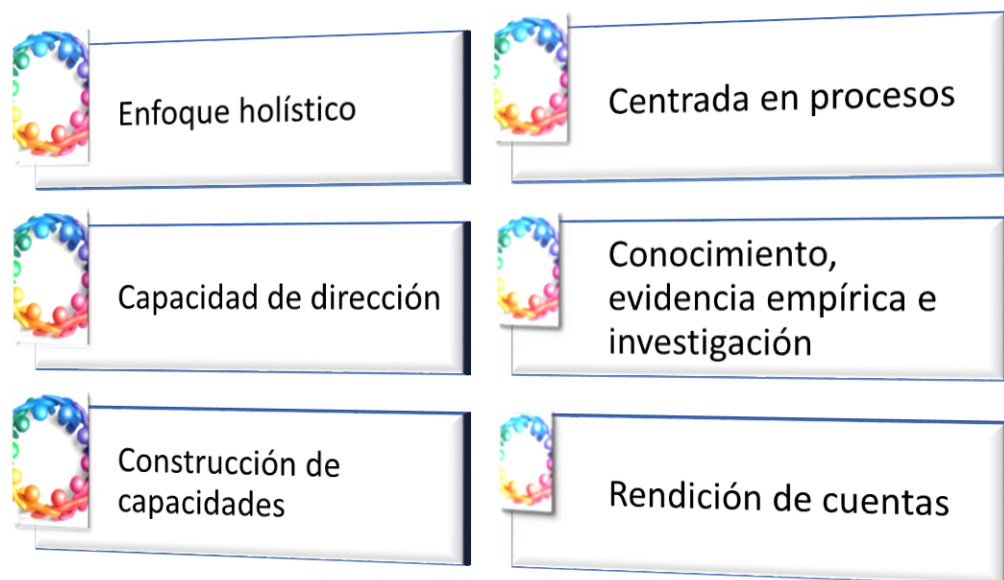 Enfoque holístico
Centrada en procesos
Capacidad de dirección
Conocimiento,
evidencia empírica e
investigación
Construcción de
capacidades
Rendición de cuentas